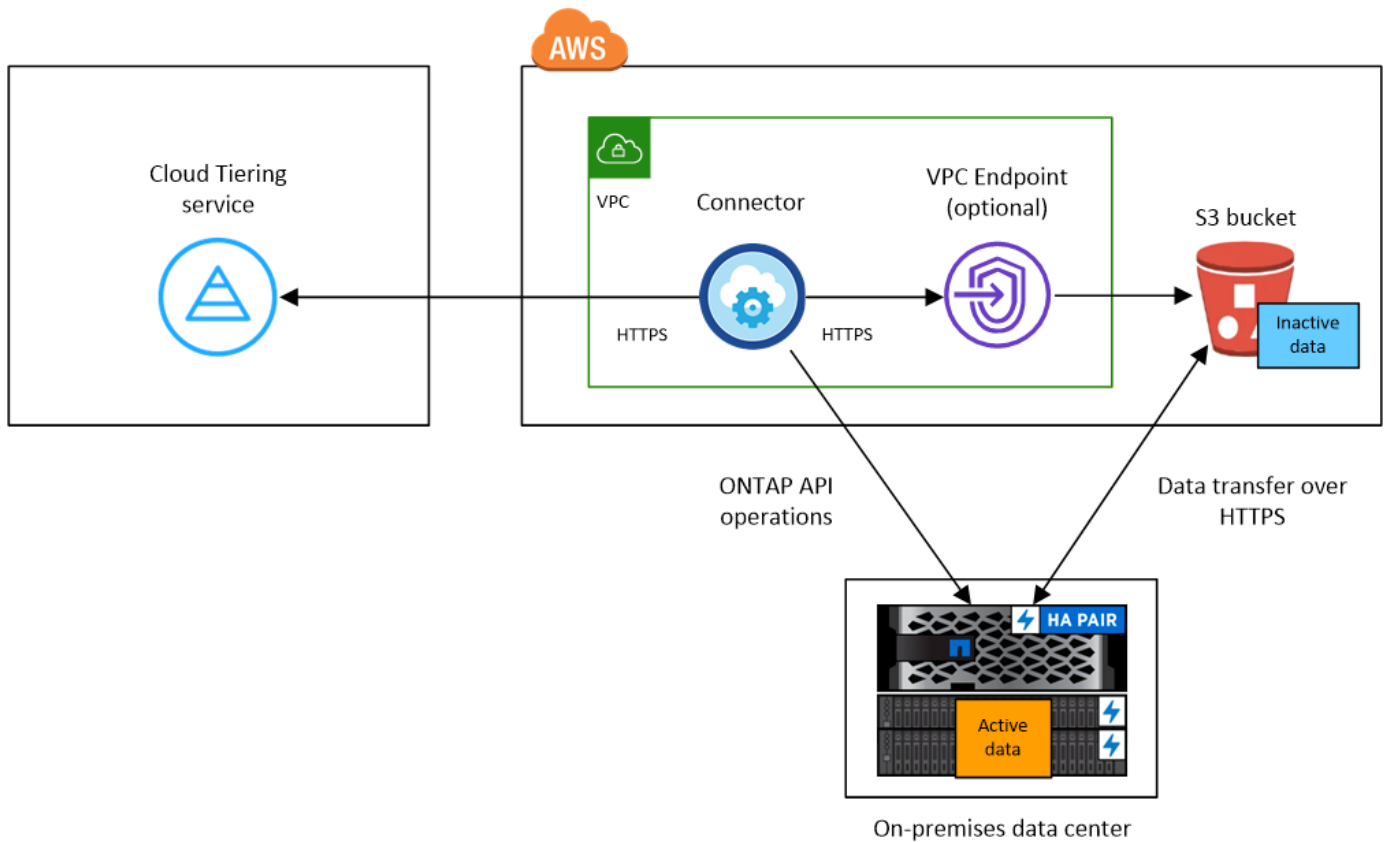 AWS
Cloud Tiering
service
VPC
Connector
VPC Endpoint
(optional)
S3 bucket
Inactive
data
HTTPS
HTTPS
ONTAP API
operations
Data transfer over
HTTPS
HA PAIR
Active
data
On-premises data center